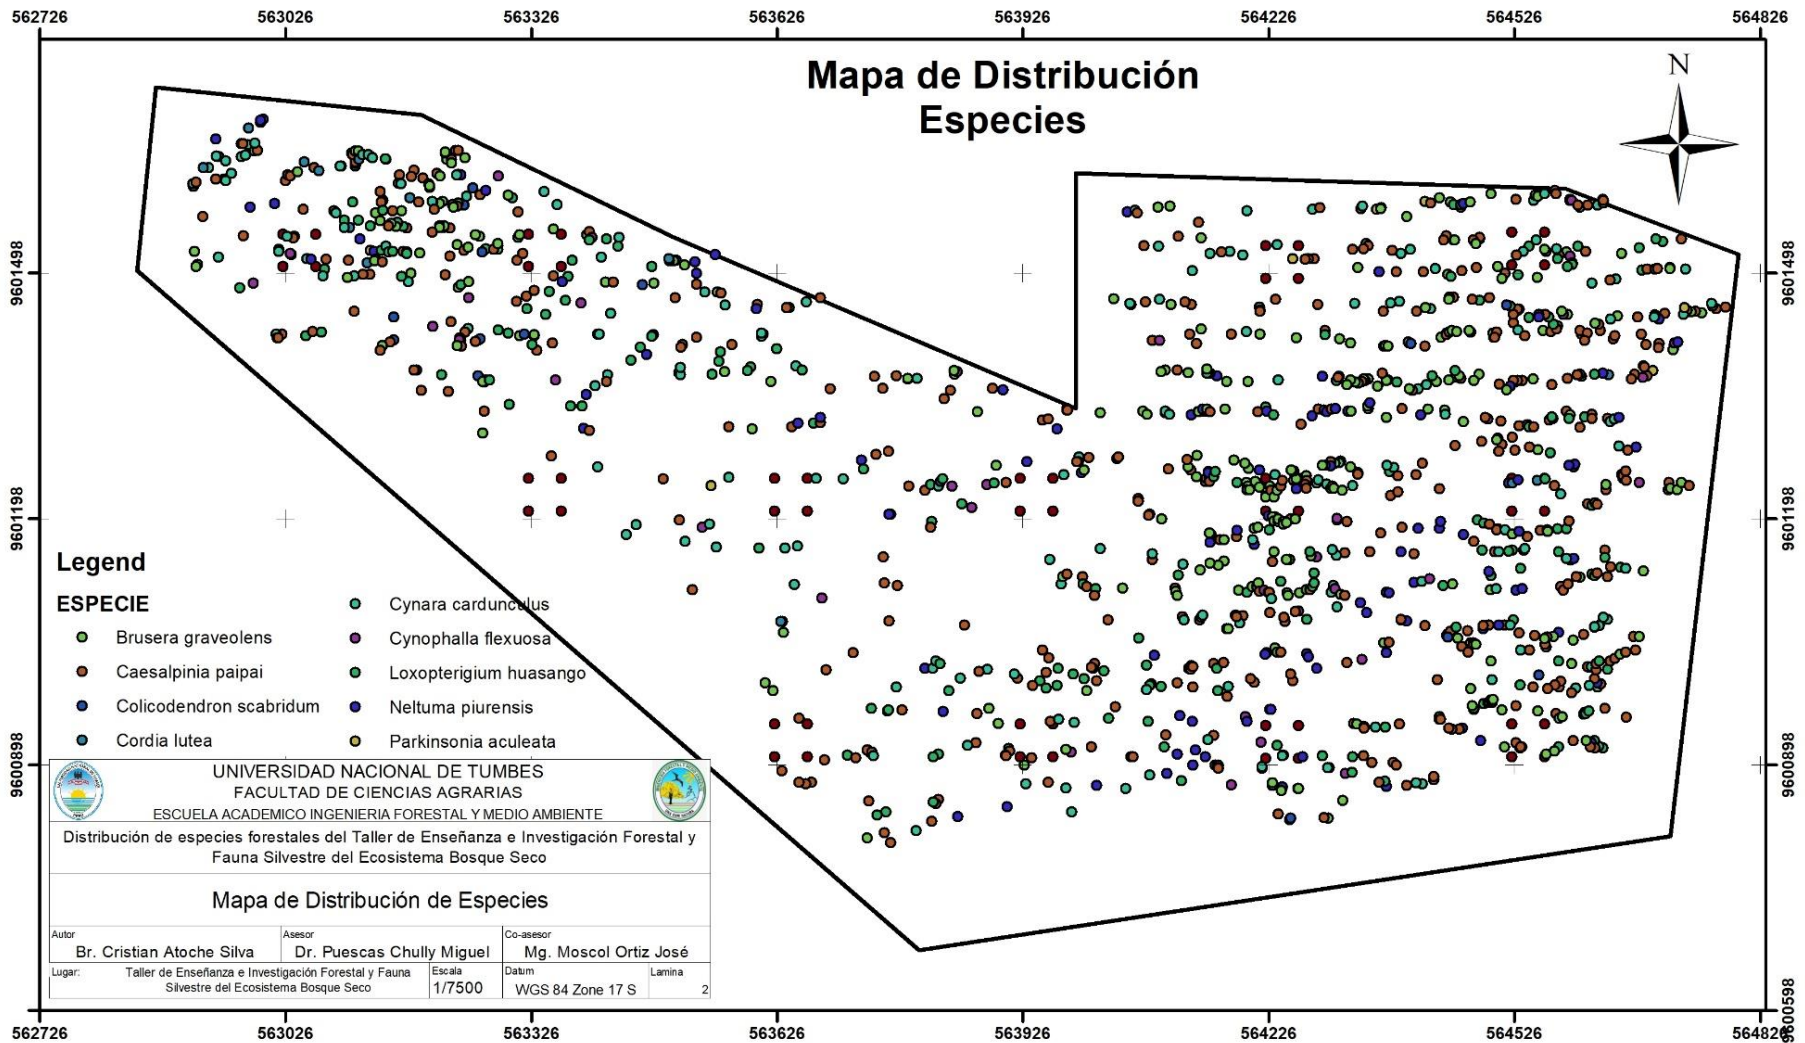 562726 563026 563326 563626 563926 564226 564526 564826
Mapa de Distribución
Especies
N
9601498 9601498
9601198 9601198
9600898 9600898
9600598
Legend
ESPECIE
Brusera graveolens
Caesalpinia paipai
Colicodendron scabridum
Cordia lutea
Cynara cardunculus
Cynophalla flexuosa
Loxopterigium huasango
Neltuma piurensis
Parkinsonia aculeata
UNIVERSIDAD NACIONAL DE TUMBES
FACULTAD DE CIENCIAS AGRARIAS
ESCUELA ACADEMICO INGENIERIA FORESTAL Y MEDIO AMBIENTE
Distribución de especies forestales del Taller de Enseñanza e Investigación Forestal y
Fauna Silvestre del Ecosistema Bosque Seco
Mapa de Distribución de Especies
Autor
Br. Cristian Atoche Silva
Asesor
Dr. Puescas Chully Miguel
Co-asesor
Mg. Moscol Ortiz José
Lugar: Taller de Enseñanza e Investigación Forestal y Fauna
Silvestre del Ecosistema Bosque Seco
Escala
1/7500
Datum
WGS 84 Zone 17 S
Lamina
2
562726 563026 563326 563626 563926 564226 564526 564826